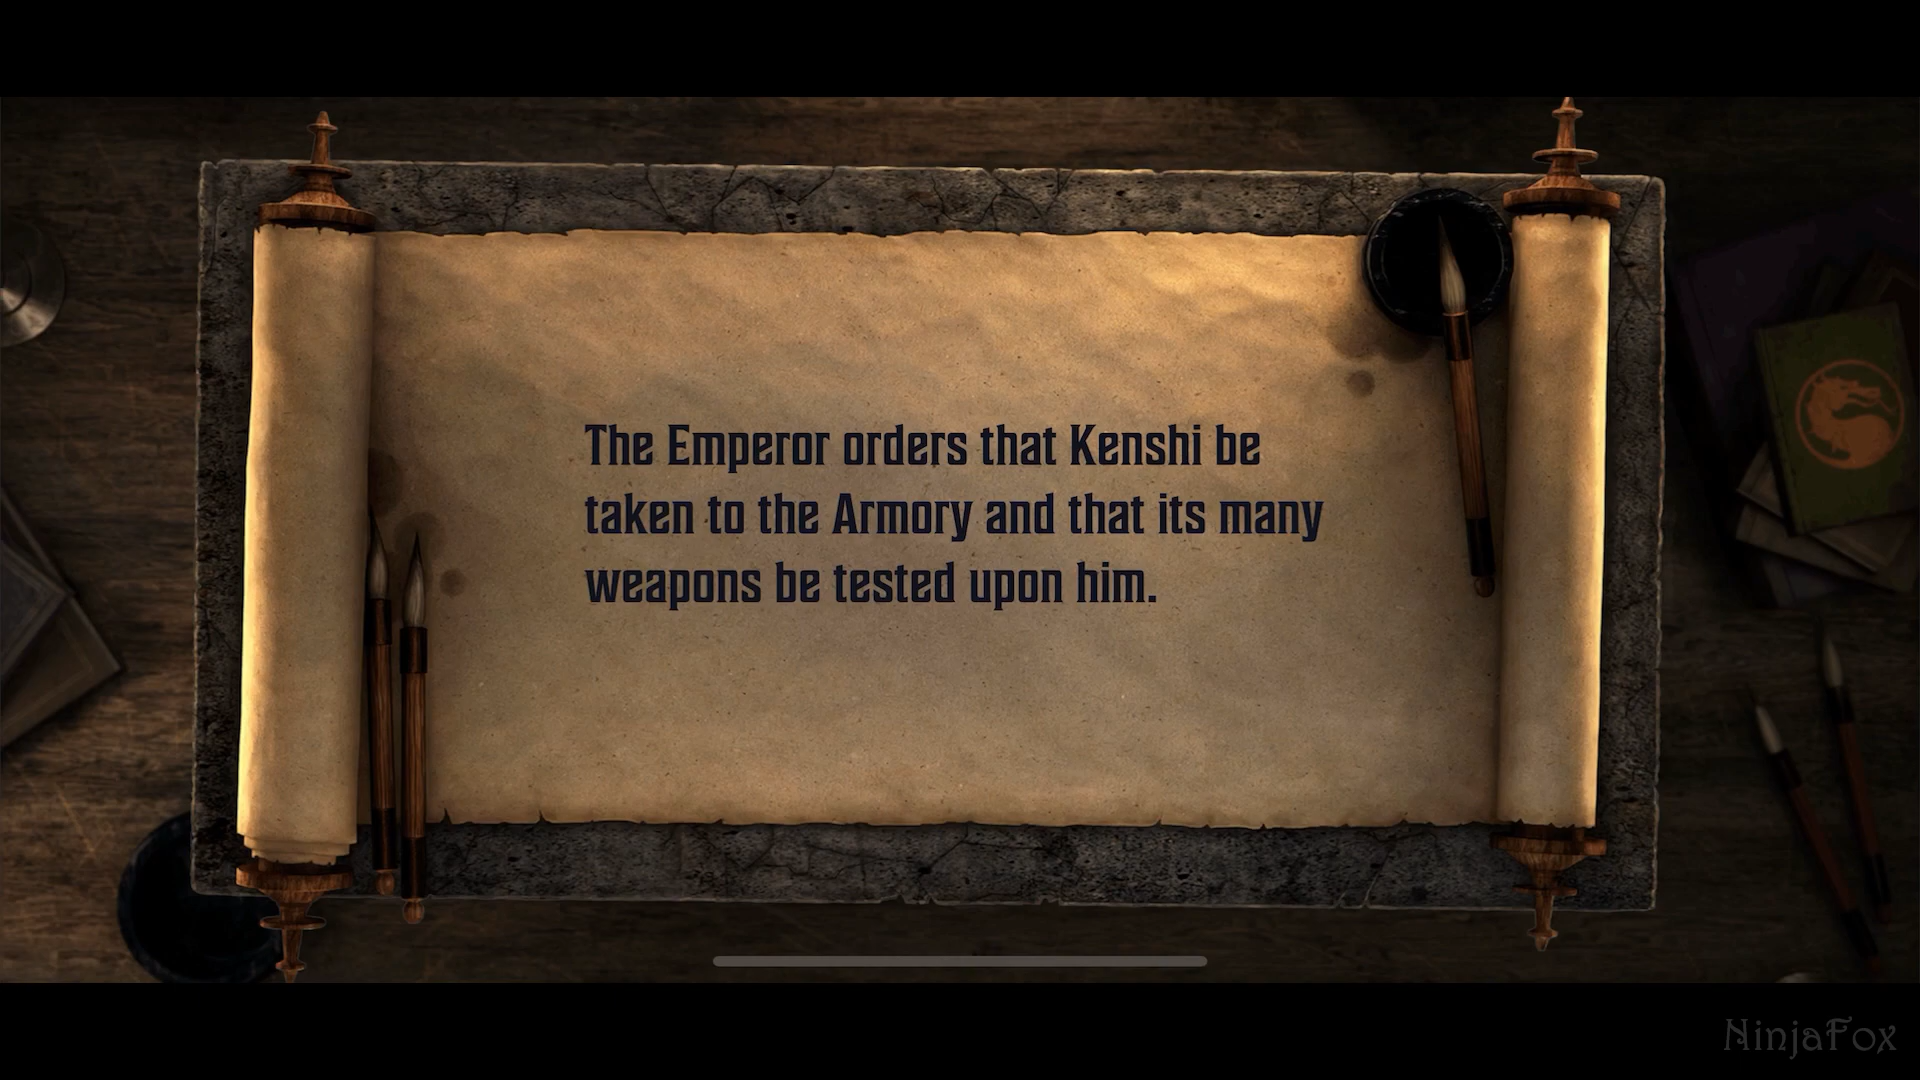 The Emperor orders that Kenshi be
taken to the Armory and that its many
weapons be tested upon him.
NinjaFox